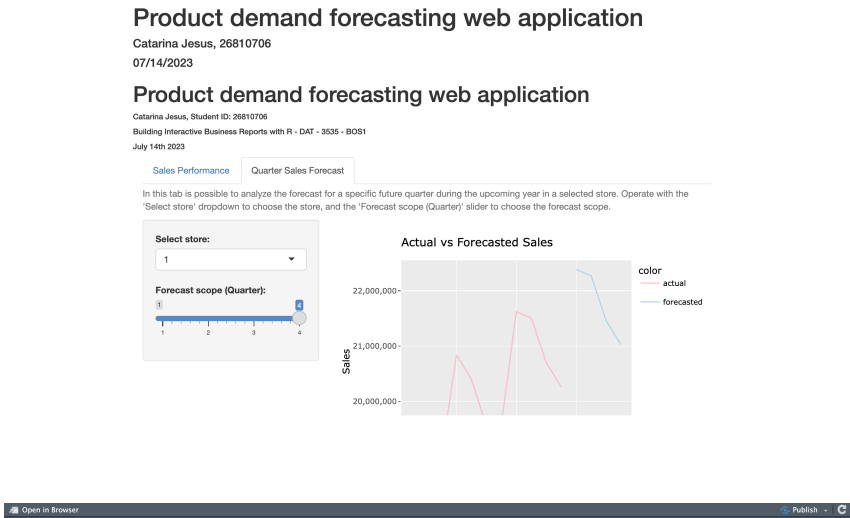 Product demand forecasting web application
Catarina Jesus, 26810706
07/14/2023
Product demand forecasting web application
Catarina Jesus, Student ID: 26810706
Building Interactive Business Reports with R - DAT - 3535 - BOS1
July 14th 2023
Sales Performance
Quarter Sales Forecast
In this tab is possible to analyze the forecast for a specific future quarter during the upcoming year in a selected store. Operate with the
'Select store' dropdown to choose the store, and the 'Forecast scope (Quarter)' slider to choose the forecast scope.
Select store:
1
Forecast scope (Quarter):
1 4
1 2 3 4
Actual vs Forecasted Sales
color
actual
forecasted
22,000,000
21,000,000
20,000,000
Sales
Open in Browser
Publish